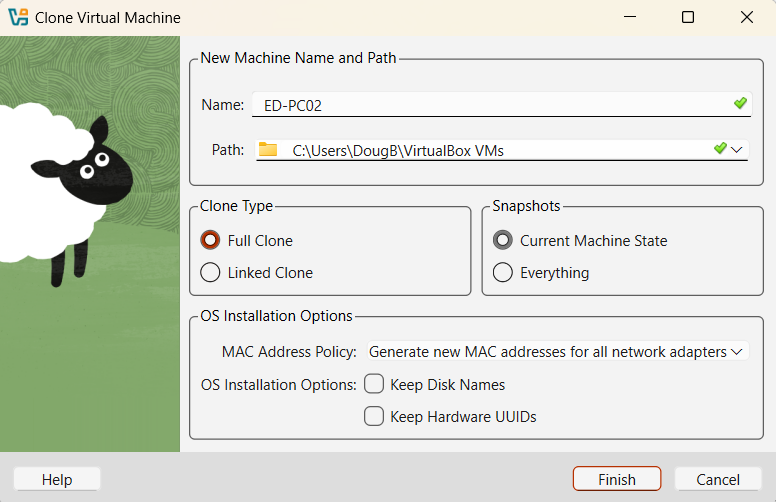 Clone Virtual Machine
New Machine Name and Path
Name: ED-PC02
Path: C:\Users\DougB\VirtualBox VMs
Clone Type
Full Clone
Linked Clone
Snapshots
Current Machine State
Everything
OS Installation Options
MAC Address Policy: Generate new MAC addresses for all network adapters
OS Installation Options: Keep Disk Names
Keep Hardware UUIDs
Help Finish Cancel